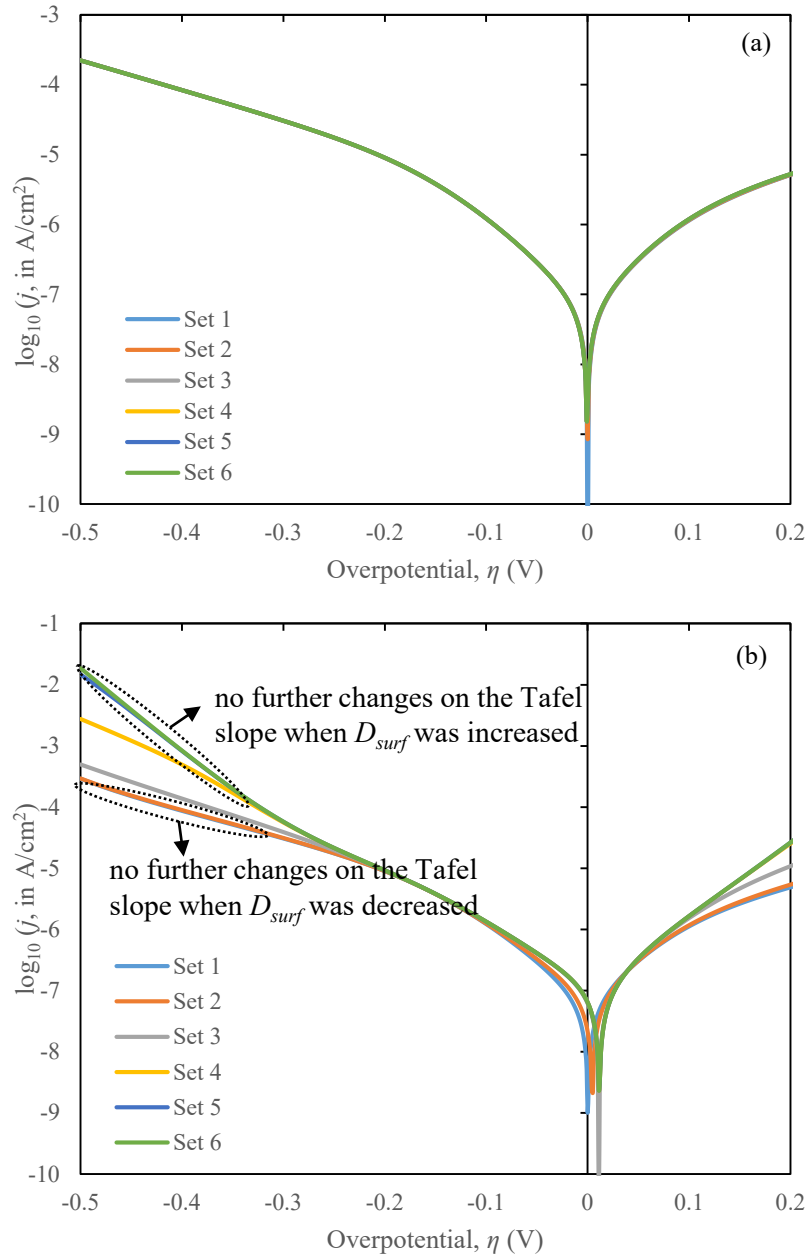 (a)
-3
-4
-5
-6
-7
-8
-9
-10
log₁₀ (j, in A/cm²)
Set 1
Set 2
Set 3
Set 4
Set 5
Set 6
-0.5 -0.4 -0.3 -0.2 -0.1 0 0.1 0.2
Overpotential, η (V)
(b)
-1
-2
-3
-4
-5
-6
-7
-8
-9
-10
log₁₀ (j, in A/cm²)
no further changes on the Tafel
slope when D_surf was increased
no further changes on the Tafel
slope when D_surf was decreased
Set 1
Set 2
Set 3
Set 4
Set 5
Set 6
-0.5 -0.4 -0.3 -0.2 -0.1 0 0.1 0.2
Overpotential, η (V)